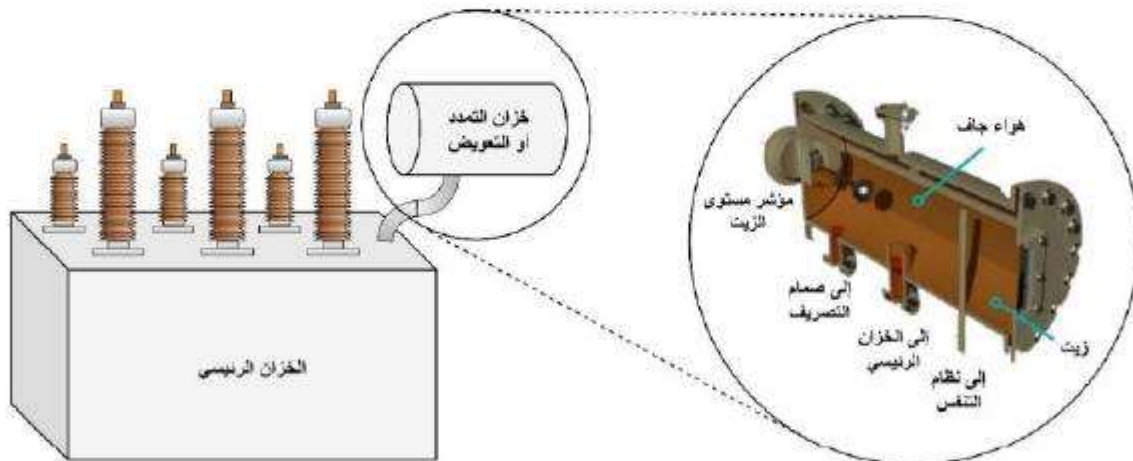 خزان التمدد
او التعويض
الخزان الرئيسي
هواء جاف
مؤشر مستوى
الزيت
إلى صمام
التصريف
إلى الخزان
الرئيسي
إلى نظام
التنفس
زيت